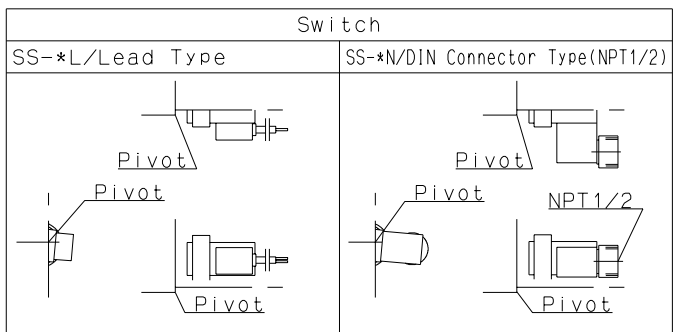 Switch
SS-*L/Lead Type
SS-*N/DIN Connector Type(NPT1/2)
Pivot
Pivot
Pivot
Pivot
NPT1/2
Pivot
Pivot